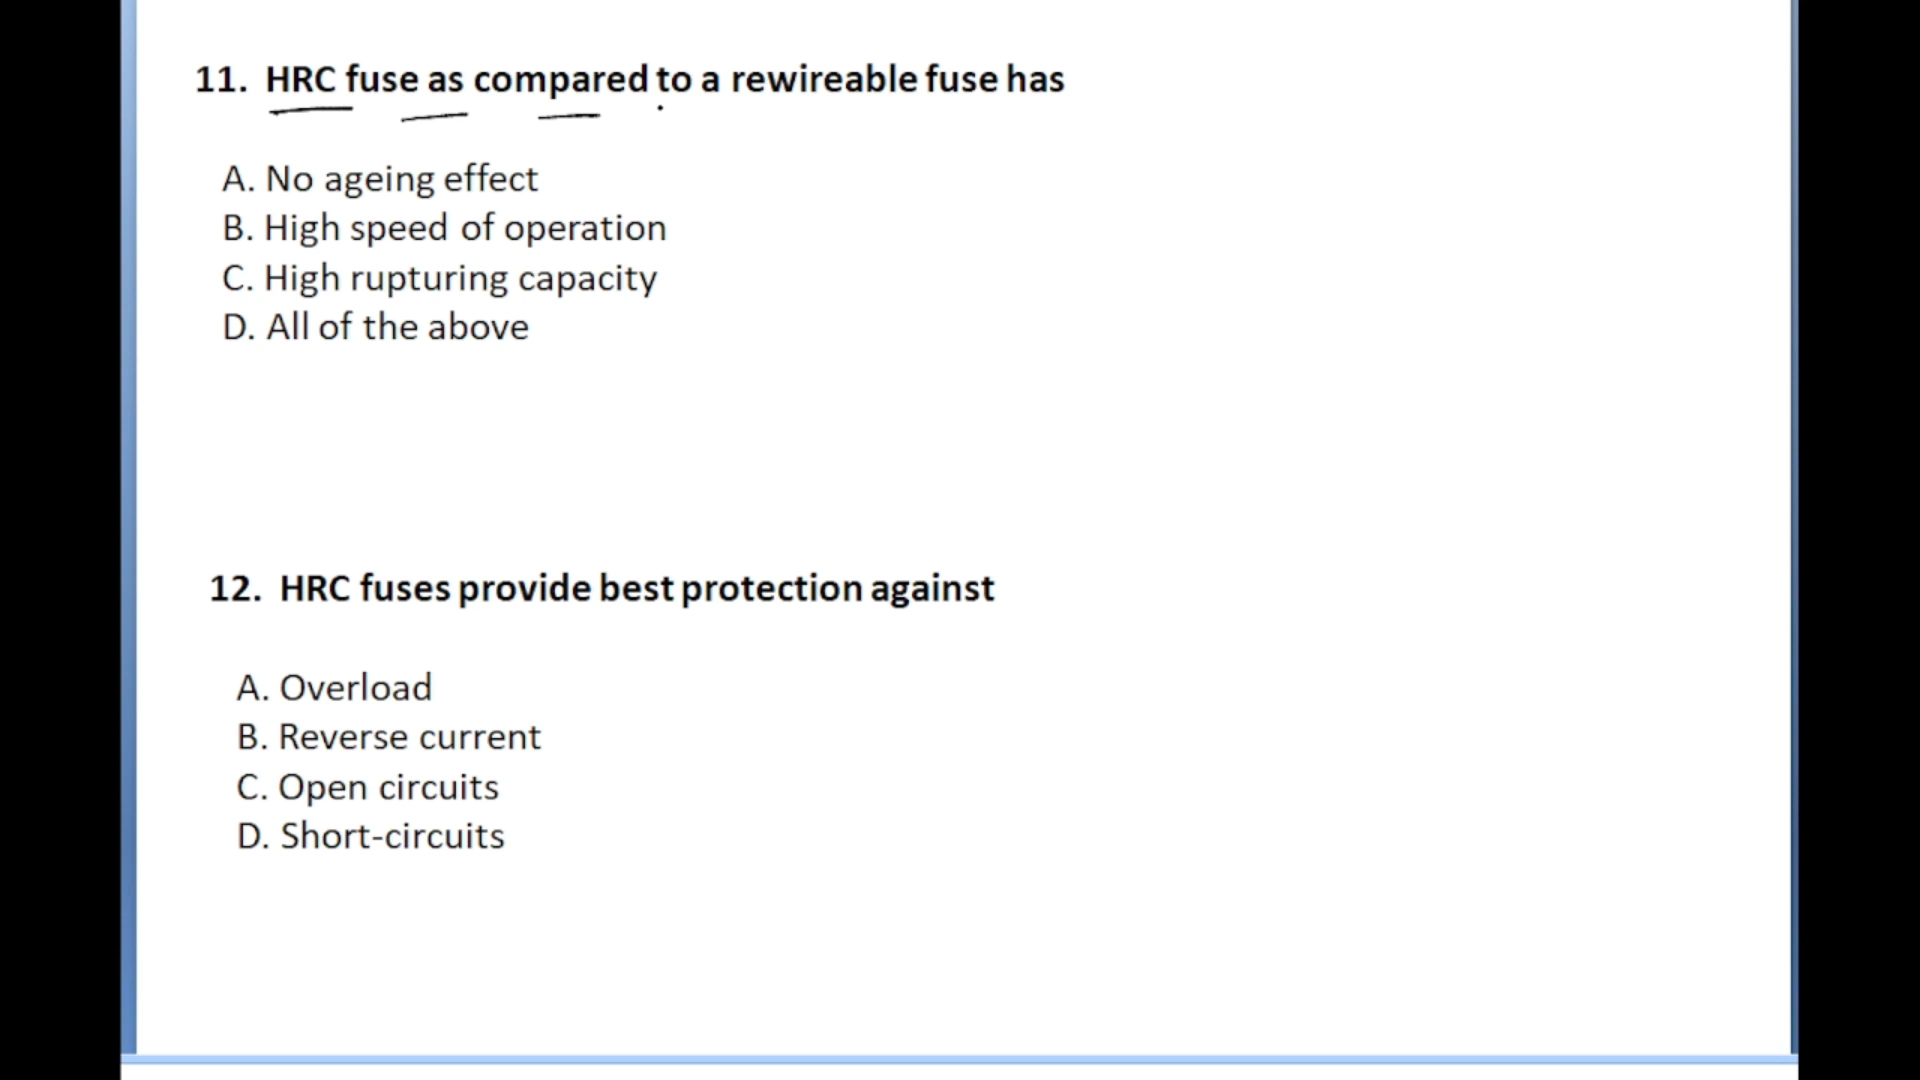 11. HRC fuse as compared to a rewireable fuse has
A. No ageing effect
B. High speed of operation
C. High rupturing capacity
D. All of the above
12. HRC fuses provide best protection against
A. Overload
B. Reverse current
C. Open circuits
D. Short-circuits